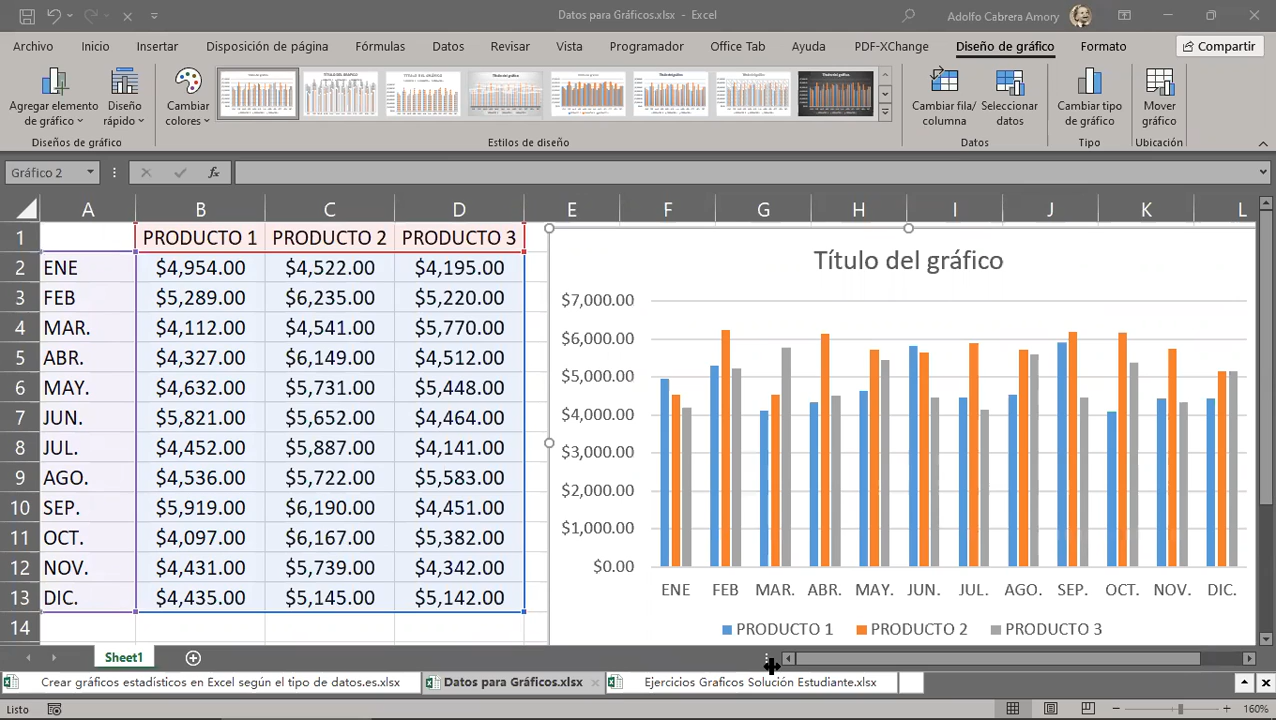 Datos para Gráficos.xlsx - Excel
Adolfo Cabrera Amory
Archivo Inicio Insertar Disposición de página Fórmulas Datos Revisar Vista Programador Office Tab Ayuda PDF-XChange Diseño de gráfico Formato Compartir
Agregar elemento de gráfico
Diseño rápido
Cambiar colores
Cambiar fila/ columna
Seleccionar datos
Cambiar tipo de gráfico
Mover gráfico
Diseños de gráfico Estilos de diseño Datos Tipo Ubicación
Gráfico 2 fx
A B C D E F G H I J K L
1 PRODUCTO 1 PRODUCTO 2 PRODUCTO 3
2 ENE $4,954.00 $4,522.00 $4,195.00
3 FEB $5,289.00 $6,235.00 $5,220.00
4 MAR. $4,112.00 $4,541.00 $5,770.00
5 ABR. $4,327.00 $6,149.00 $4,512.00
6 MAY. $4,632.00 $5,731.00 $5,448.00
7 JUN. $5,821.00 $5,652.00 $4,464.00
8 JUL. $4,452.00 $5,887.00 $4,141.00
9 AGO. $4,536.00 $5,722.00 $5,583.00
10 SEP. $5,919.00 $6,190.00 $4,451.00
11 OCT. $4,097.00 $6,167.00 $5,382.00
12 NOV. $4,431.00 $5,739.00 $4,342.00
13 DIC. $4,435.00 $5,145.00 $5,142.00
14
Título del gráfico
$7,000.00
$6,000.00
$5,000.00
$4,000.00
$3,000.00
$2,000.00
$1,000.00
$0.00
ENE FEB MAR. ABR. MAY. JUN. JUL. AGO. SEP. OCT. NOV. DIC.
PRODUCTO 1 PRODUCTO 2 PRODUCTO 3
Sheet1
Crear gráficos estadísticos en Excel según el tipo de datos.es.xlsx Datos para Gráficos.xlsx Ejercicios Graficos Solución Estudiante.xlsx
Listo 160%